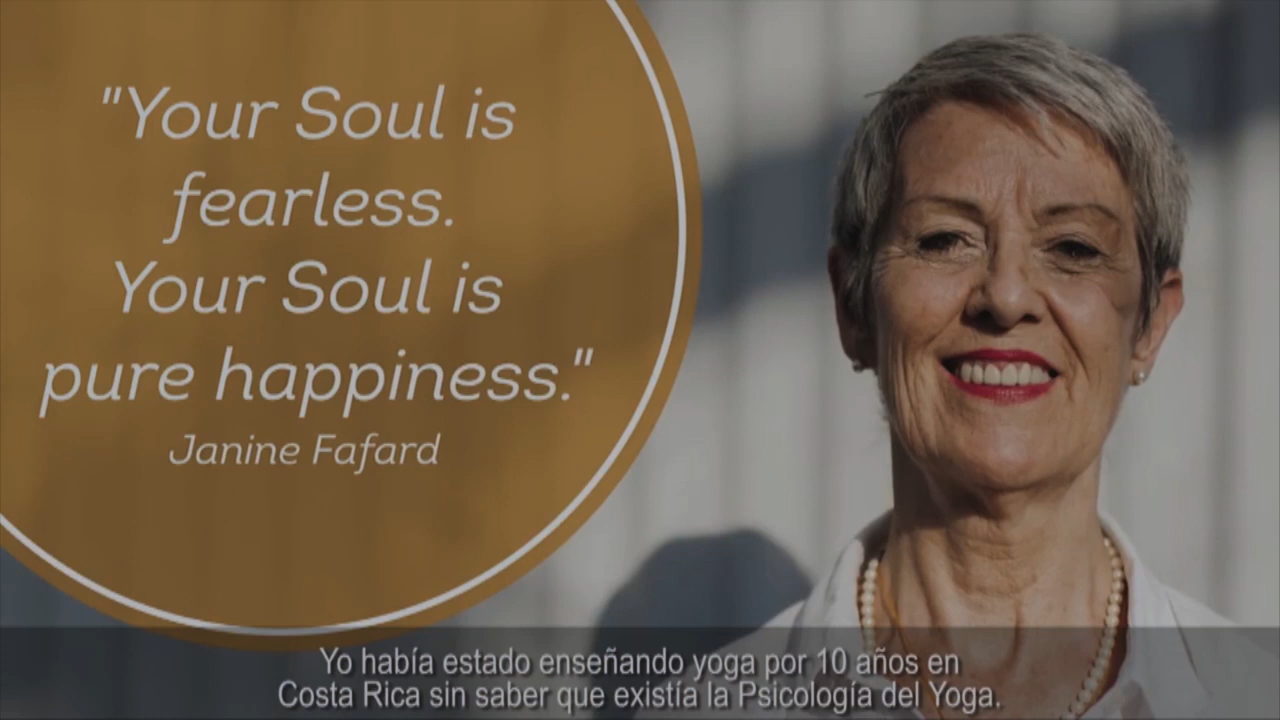 "Your Soul is
fearless.
Your Soul is
pure happiness."
Janine Fafard
Yo había estado enseñando yoga por 10 años en
Costa Rica sin saber que existía la Psicología del Yoga.